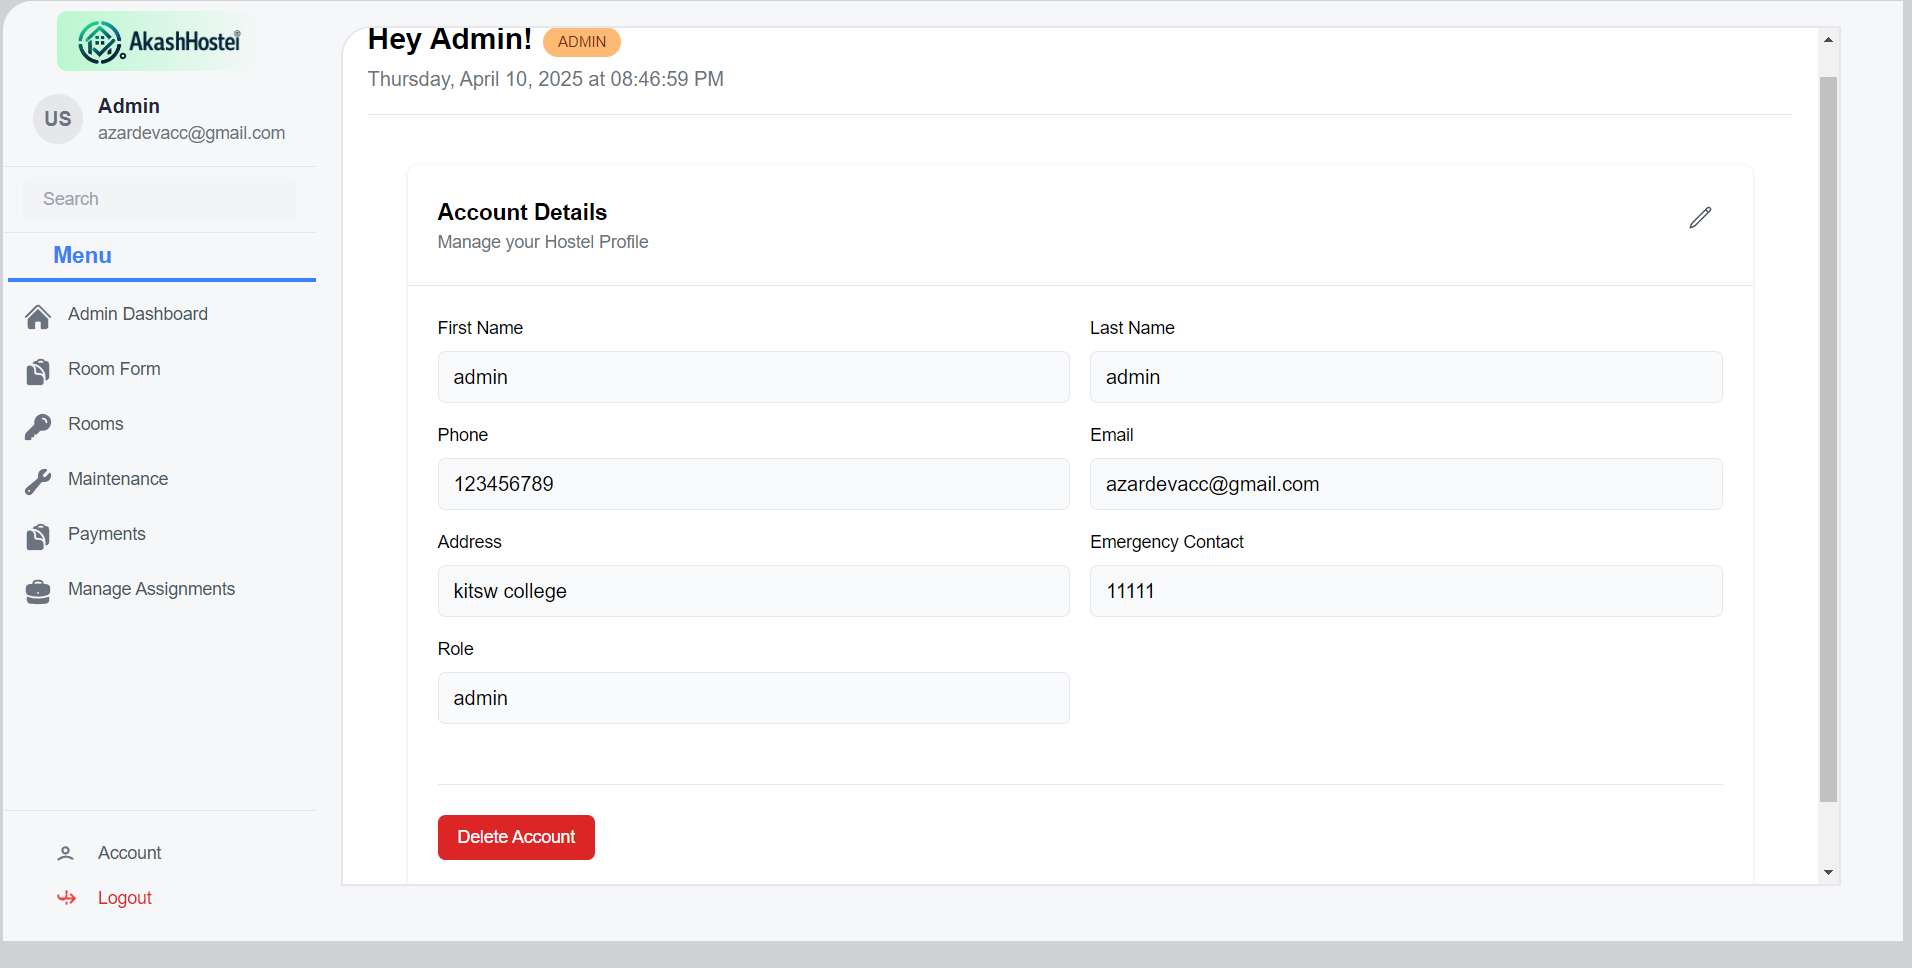 AkashHostel®
US
Admin
azardevacc@gmail.com
Search
Menu
Admin Dashboard
Room Form
Rooms
Maintenance
Payments
Manage Assignments
Account
Logout
Hey Admin! ADMIN
Thursday, April 10, 2025 at 08:46:59 PM
Account Details
Manage your Hostel Profile
First Name
admin
Last Name
admin
Phone
123456789
Email
azardevacc@gmail.com
Address
kitsw college
Emergency Contact
11111
Role
admin
Delete Account